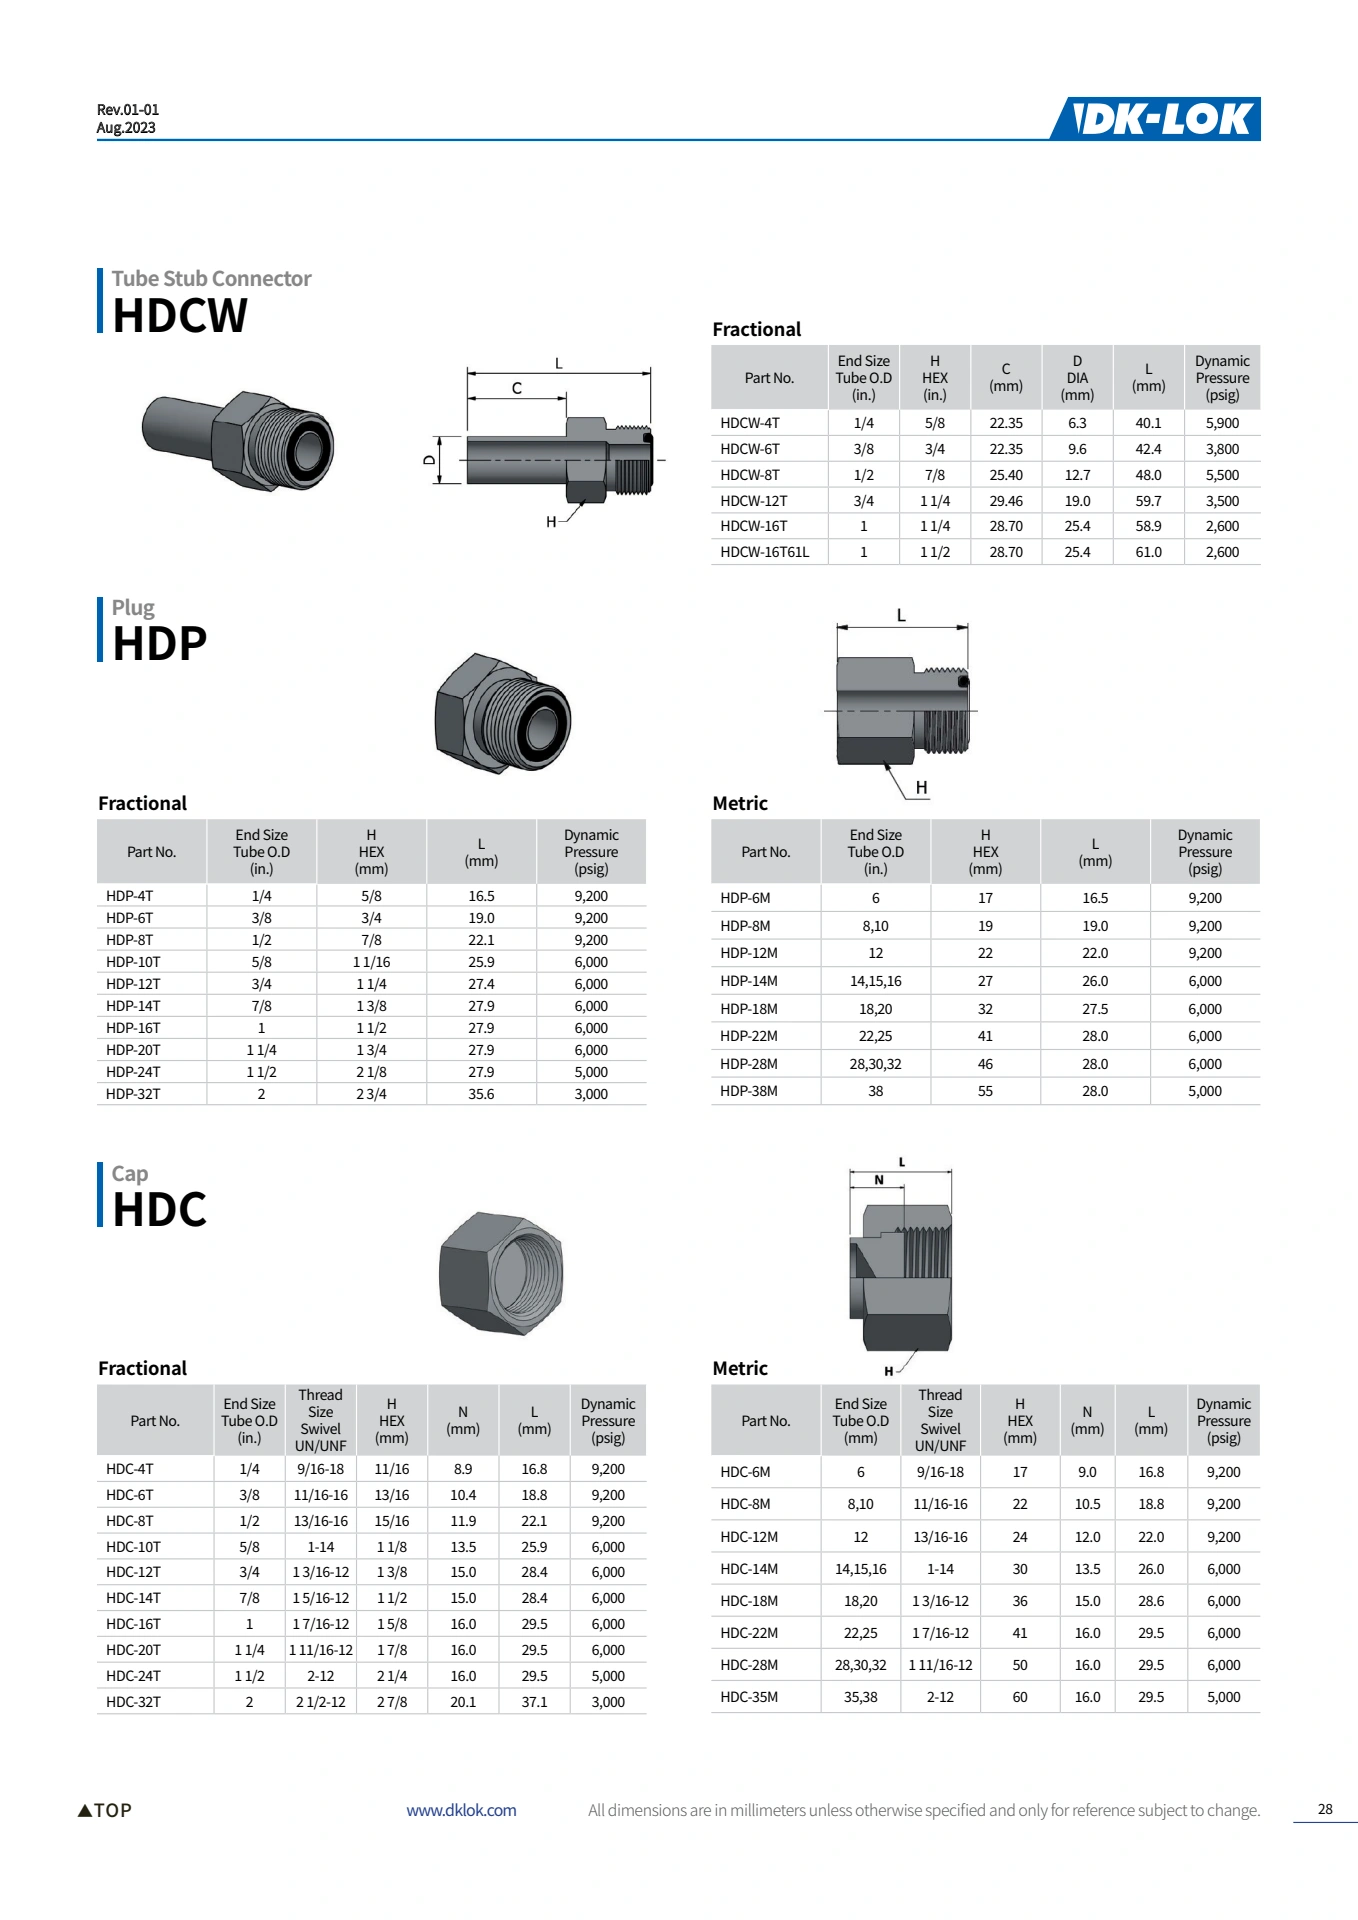 Rev.01-01
Aug.2023
DK-LOK
Tube Stub Connector
HDCW
L
C
D
H
Fractional
Part No. End Size Tube O.D (in.) H HEX (in.) C (mm) D DIA (mm) L (mm) Dynamic Pressure (psig)
HDCW-4T 1/4 5/8 22.35 6.3 40.1 5,900
HDCW-6T 3/8 3/4 22.35 9.6 42.4 3,800
HDCW-8T 1/2 7/8 25.40 12.7 48.0 5,500
HDCW-12T 3/4 1 1/4 29.46 19.0 59.7 3,500
HDCW-16T 1 1 1/4 28.70 25.4 58.9 2,600
HDCW-16T61L 1 1 1/2 28.70 25.4 61.0 2,600
Plug
HDP
L
H
Fractional
Part No. End Size Tube O.D (in.) H HEX (mm) L (mm) Dynamic Pressure (psig)
HDP-4T 1/4 5/8 16.5 9,200
HDP-6T 3/8 3/4 19.0 9,200
HDP-8T 1/2 7/8 22.1 9,200
HDP-10T 5/8 1 1/16 25.9 6,000
HDP-12T 3/4 1 1/4 27.4 6,000
HDP-14T 7/8 1 3/8 27.9 6,000
HDP-16T 1 1 1/2 27.9 6,000
HDP-20T 1 1/4 1 3/4 27.9 6,000
HDP-24T 1 1/2 2 1/8 27.9 5,000
HDP-32T 2 2 3/4 35.6 3,000
Metric
Part No. End Size Tube O.D (in.) H HEX (mm) L (mm) Dynamic Pressure (psig)
HDP-6M 6 17 16.5 9,200
HDP-8M 8,10 19 19.0 9,200
HDP-12M 12 22 22.0 9,200
HDP-14M 14,15,16 27 26.0 6,000
HDP-18M 18,20 32 27.5 6,000
HDP-22M 22,25 41 28.0 6,000
HDP-28M 28,30,32 46 28.0 6,000
HDP-38M 38 55 28.0 5,000
Cap
HDC
L
N
H
Fractional
Part No. End Size Tube O.D (in.) Thread Size Swivel UN/UNF H HEX (mm) N (mm) L (mm) Dynamic Pressure (psig)
HDC-4T 1/4 9/16-18 11/16 8.9 16.8 9,200
HDC-6T 3/8 11/16-16 13/16 10.4 18.8 9,200
HDC-8T 1/2 13/16-16 15/16 11.9 22.1 9,200
HDC-10T 5/8 1-14 1 1/8 13.5 25.9 6,000
HDC-12T 3/4 1 3/16-12 1 3/8 15.0 28.4 6,000
HDC-14T 7/8 1 5/16-12 1 1/2 15.0 28.4 6,000
HDC-16T 1 1 7/16-12 1 5/8 16.0 29.5 6,000
HDC-20T 1 1/4 1 11/16-12 1 7/8 16.0 29.5 6,000
HDC-24T 1 1/2 2-12 2 1/4 16.0 29.5 5,000
HDC-32T 2 2 1/2-12 2 7/8 20.1 37.1 3,000
Metric
Part No. End Size Tube O.D (mm) Thread Size Swivel UN/UNF H HEX (mm) N (mm) L (mm) Dynamic Pressure (psig)
HDC-6M 6 9/16-18 17 9.0 16.8 9,200
HDC-8M 8,10 11/16-16 22 10.5 18.8 9,200
HDC-12M 12 13/16-16 24 12.0 22.0 9,200
HDC-14M 14,15,16 1-14 30 13.5 26.0 6,000
HDC-18M 18,20 1 3/16-12 36 15.0 28.6 6,000
HDC-22M 22,25 1 7/16-12 41 16.0 29.5 6,000
HDC-28M 28,30,32 1 11/16-12 50 16.0 29.5 6,000
HDC-35M 35,38 2-12 60 16.0 29.5 5,000
▲TOP
www.dklok.com
All dimensions are in millimeters unless otherwise specified and only for reference subject to change.
28